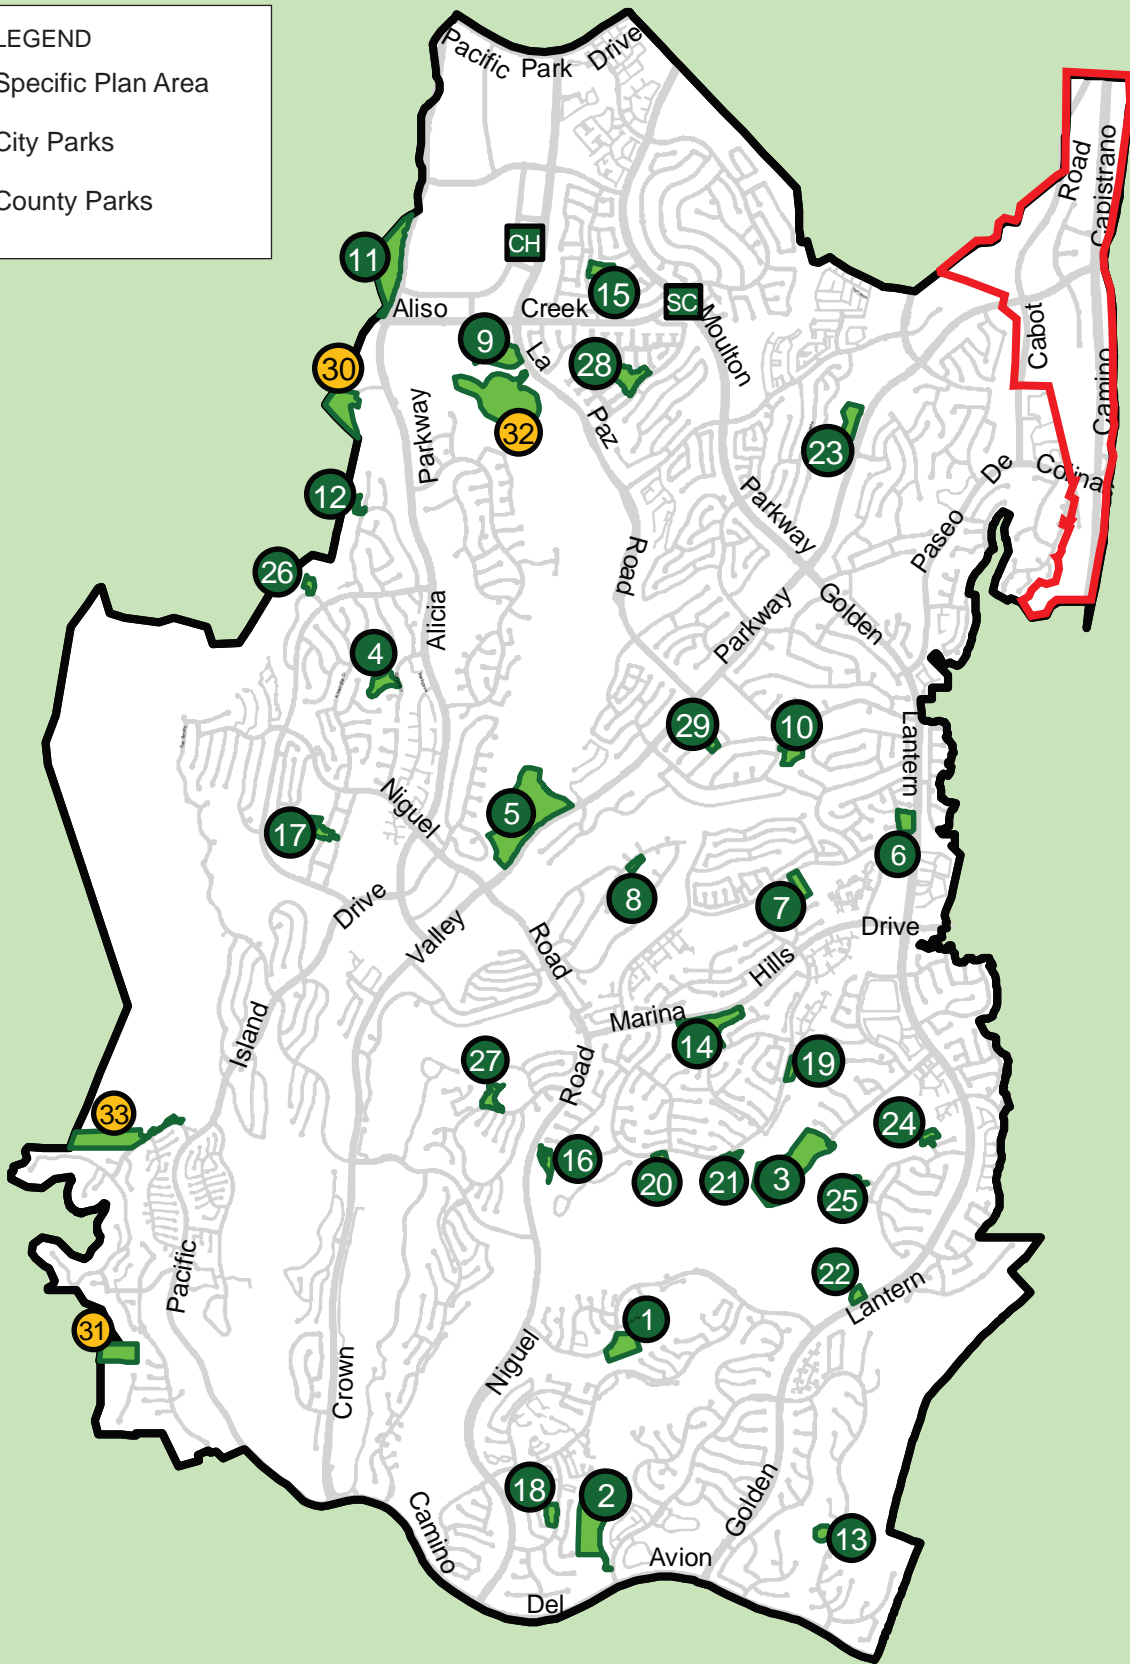 LEGEND
Specific Plan Area
City Parks
County Parks
Pacific Park Drive
Road
Capistrano
CH
11
15
SC
Aliso Creek
Moulton
9
La
28
30
Cabot
Camino
Parkway
32
Paz
23
De
Colinas
12
Parkway
Paseo
Road
26
Alicia
Parkway
Golden
4
29
10
Lantern
Niguel
5
17
6
8
7
Drive
Valley
Road
Drive
Hills
Island
Marina
14
27
Road
19
33
24
16
20
21
3
25
Pacific
22
Lantern
31
1
Niguel
Crown
18
2
Golden
Camino
13
Avion
Del